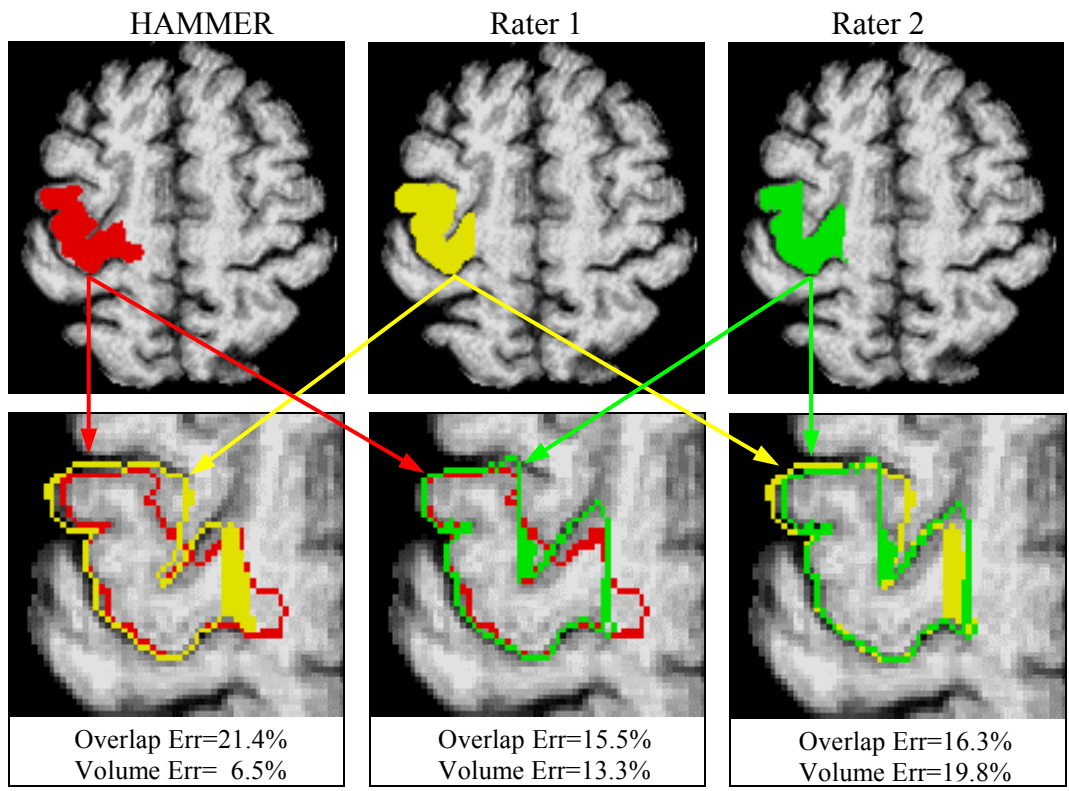 HAMMER
Rater 1
Rater 2
Overlap Err=21.4%
Volume Err= 6.5%
Overlap Err=15.5%
Volume Err=13.3%
Overlap Err=16.3%
Volume Err=19.8%